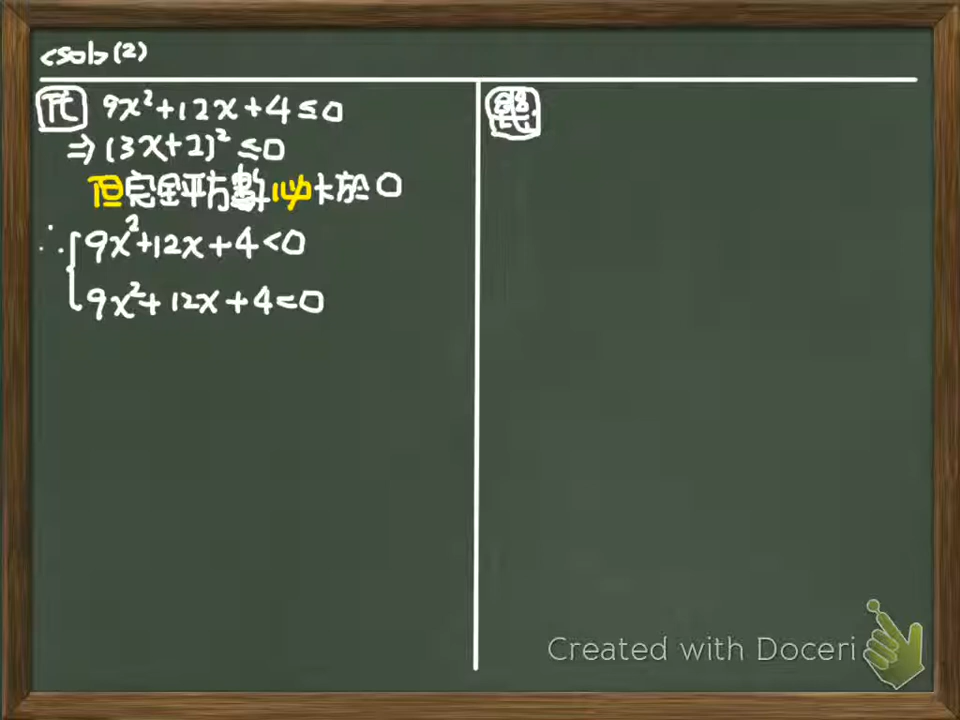 <sol>(2)
9x²+12x+4≤0
⇒(3x+2)²≤0
但完全平方數必大於0
∴{9x²+12x+4<0
9x²+12x+4=0
Created with Doceri